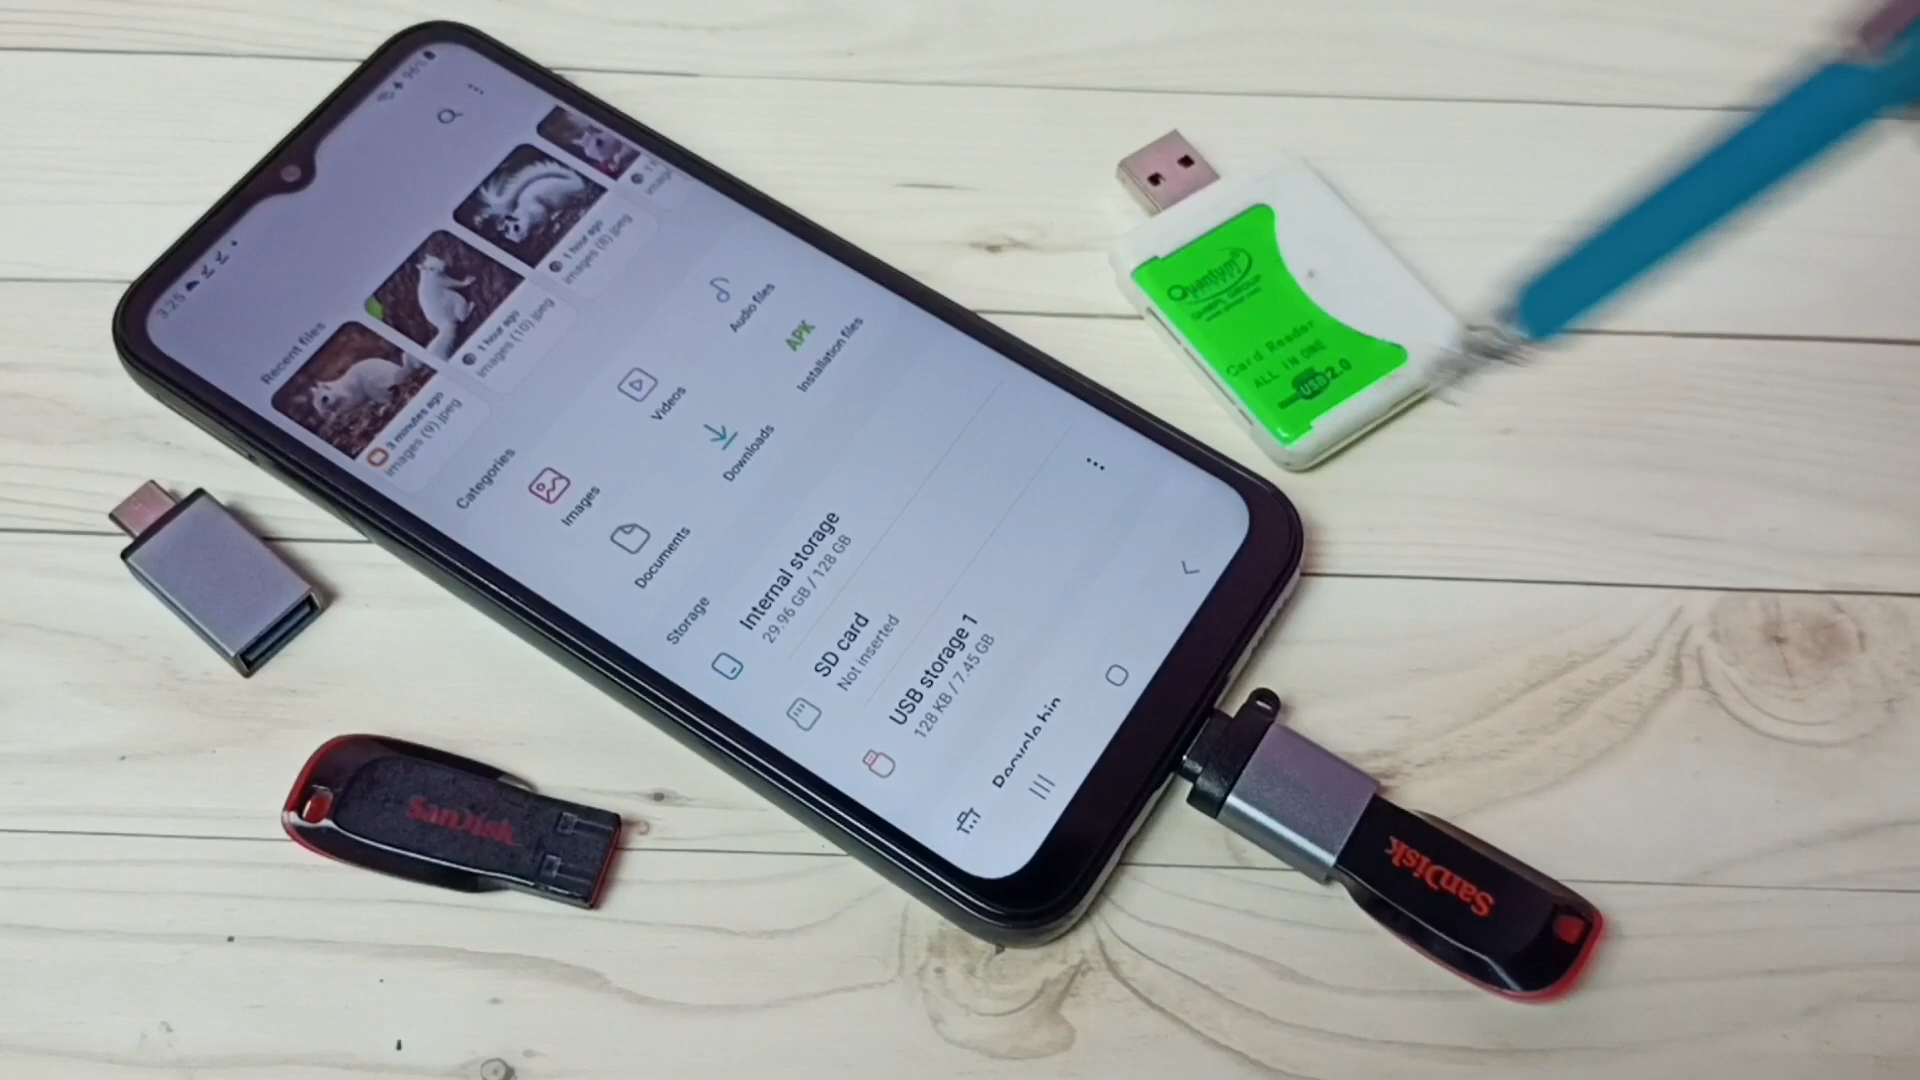 3:25
96%
Recent files
3 minutes ago
images (9).jpeg
1 hour ago
images (10).jpeg
1 hour ago
images (8).jpeg
Categories
Images
Videos
Audio files
Documents
Downloads
APK
Installation files
Storage
Internal storage
29.96 GB / 128 GB
SD card
Not inserted
USB storage 1
128 KB / 7.45 GB
Recycle bin
Quantum
Card Reader
ALL IN ONE
USB 2.0
SanDisk
SanDisk